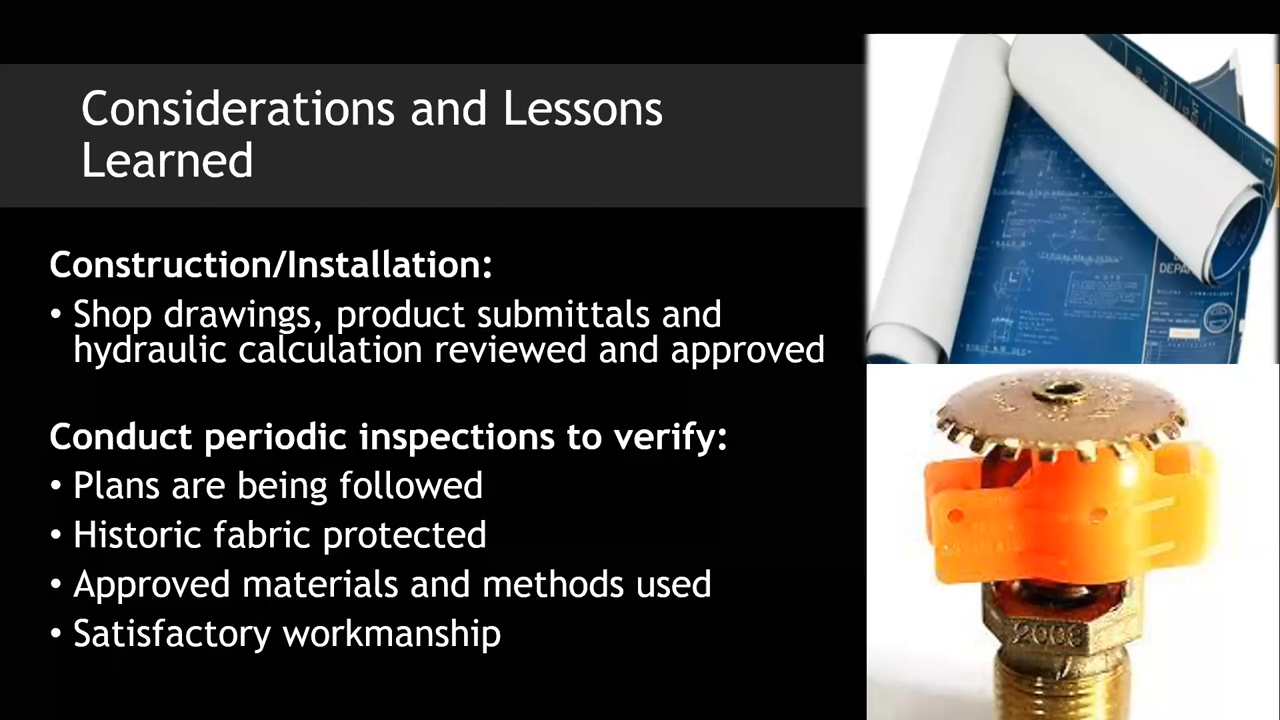 Considerations and Lessons
Learned
Construction/Installation:
• Shop drawings, product submittals and
hydraulic calculation reviewed and approved
Conduct periodic inspections to verify:
• Plans are being followed
• Historic fabric protected
• Approved materials and methods used
• Satisfactory workmanship
2008